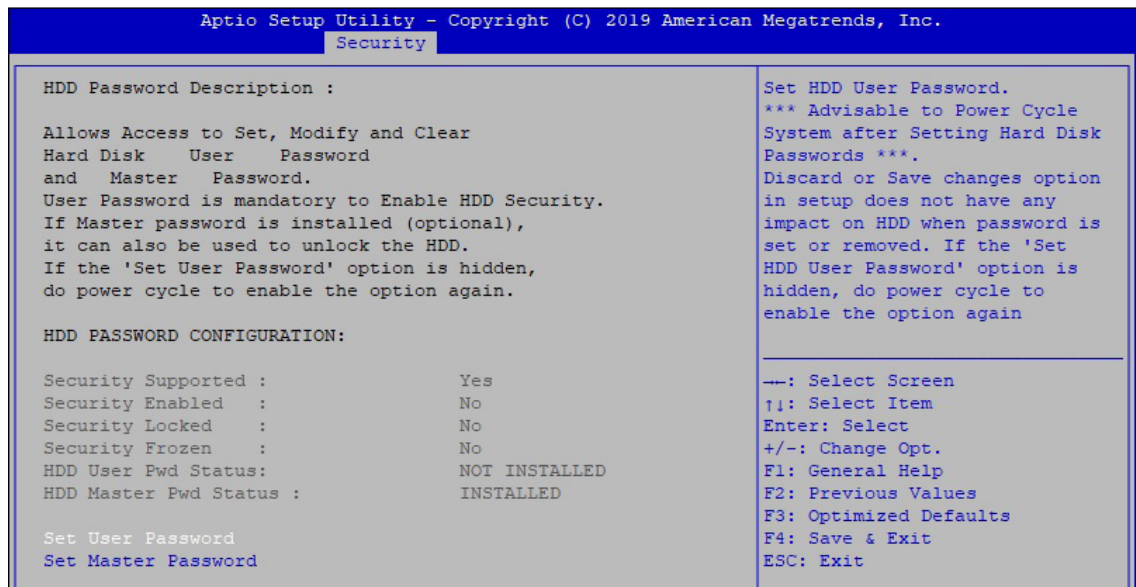 Aptio Setup Utility – Copyright (C) 2019 American Megatrends, Inc.
Security
HDD Password Description :
Allows Access to Set, Modify and Clear
Hard Disk User Password
and Master Password.
User Password is mandatory to Enable HDD Security.
If Master password is installed (optional),
it can also be used to unlock the HDD.
If the 'Set User Password' option is hidden,
do power cycle to enable the option again.
HDD PASSWORD CONFIGURATION:
Security Supported : Yes
Security Enabled : No
Security Locked : No
Security Frozen : No
HDD User Pwd Status: NOT INSTALLED
HDD Master Pwd Status : INSTALLED
Set User Password
Set Master Password
Set HDD User Password.
*** Advisable to Power Cycle
System after Setting Hard Disk
Passwords ***.
Discard or Save changes option
in setup does not have any
impact on HDD when password is
set or removed. If the 'Set
HDD User Password' option is
hidden, do power cycle to
enable the option again
→←: Select Screen
↑↓: Select Item
Enter: Select
+/-: Change Opt.
F1: General Help
F2: Previous Values
F3: Optimized Defaults
F4: Save & Exit
ESC: Exit